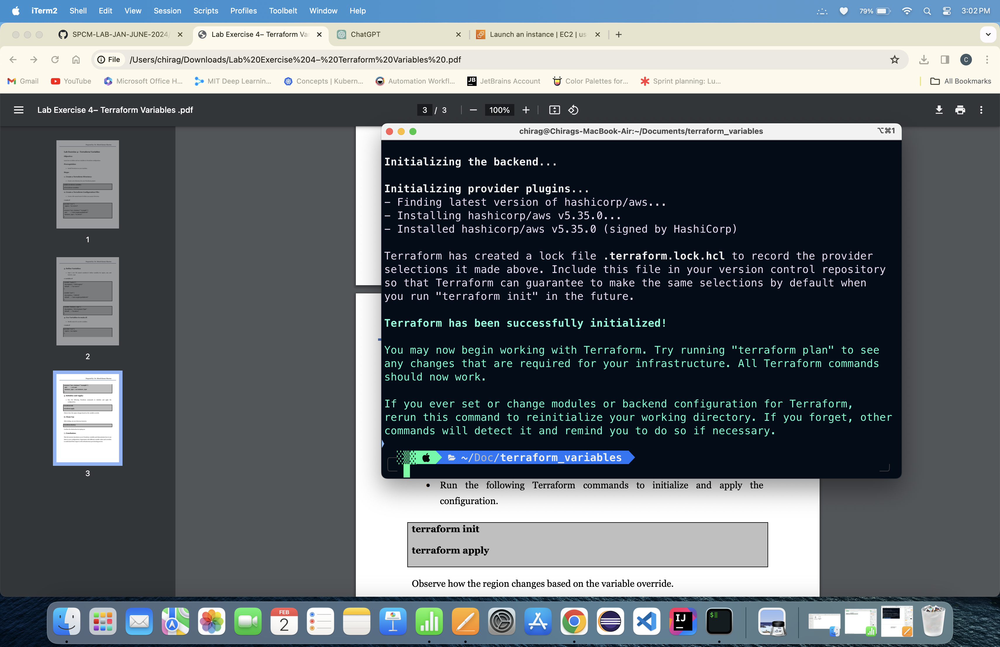 iTerm2 Shell Edit View Session Scripts Profiles Toolbelt Window Help 79% 3:02 PM
SPCM-LAB-JAN-JUNE-2024/ Lab Exercise 4– Terraform Va ChatGPT Launch an instance | EC2 | us
File /Users/chirag/Downloads/Lab%20Exercise%204–%20Terraform%20Variables%20.pdf C
Gmail YouTube Microsoft Office H... MIT Deep Learnin... Concepts | Kubern... Automation Workfl... JB JetBrains Account Color Palettes for... Sprint planning: Lu... All Bookmarks
Lab Exercise 4– Terraform Variables .pdf 3 / 3 100%
chirag@Chirags-MacBook-Air:~/Documents/terraform_variables ⌥⌘1
Initializing the backend...
Initializing provider plugins...
- Finding latest version of hashicorp/aws...
- Installing hashicorp/aws v5.35.0...
- Installed hashicorp/aws v5.35.0 (signed by HashiCorp)
Terraform has created a lock file .terraform.lock.hcl to record the provider
selections it made above. Include this file in your version control repository
so that Terraform can guarantee to make the same selections by default when
you run "terraform init" in the future.
Terraform has been successfully initialized!
You may now begin working with Terraform. Try running "terraform plan" to see
any changes that are required for your infrastructure. All Terraform commands
should now work.
If you ever set or change modules or backend configuration for Terraform,
rerun this command to reinitialize your working directory. If you forget, other
commands will detect it and remind you to do so if necessary.
~/Doc/terraform_variables
1
2
3
• Run the following Terraform commands to initialize and apply the
configuration.
terraform init
terraform apply
Observe how the region changes based on the variable override.
FEB
2
IJ
$